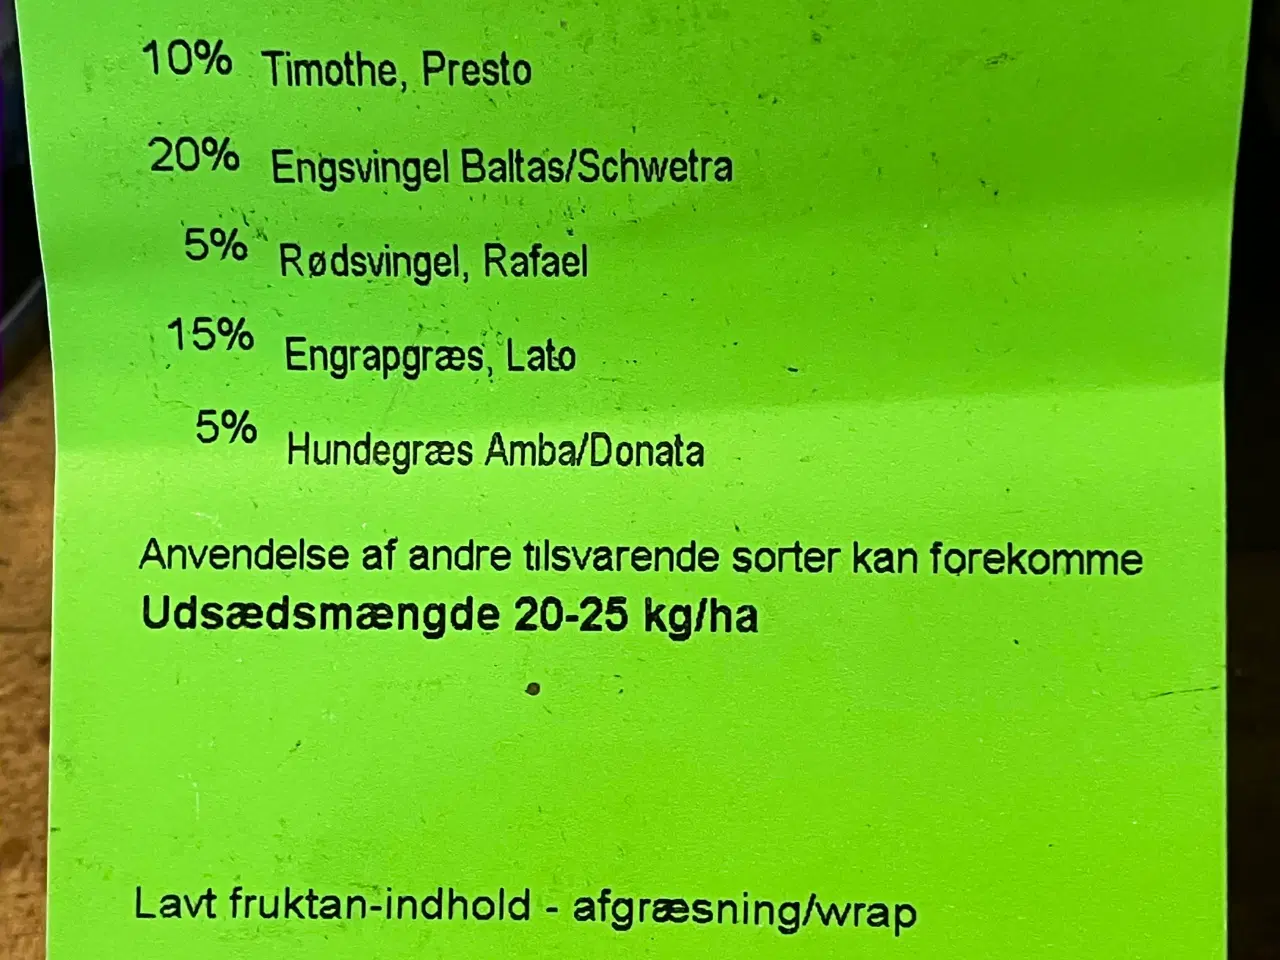 10% Timothe, Presto
20% Engsvingel Baltas/Schwetra
5% Rødsvingel, Rafael
15% Engrapgræs, Lato
5% Hundegræs Amba/Donata
Anvendelse af andre tilsvarende sorter kan forekomme
Udsædsmængde 20-25 kg/ha
Lavt fruktan-indhold - afgræsning/wrap